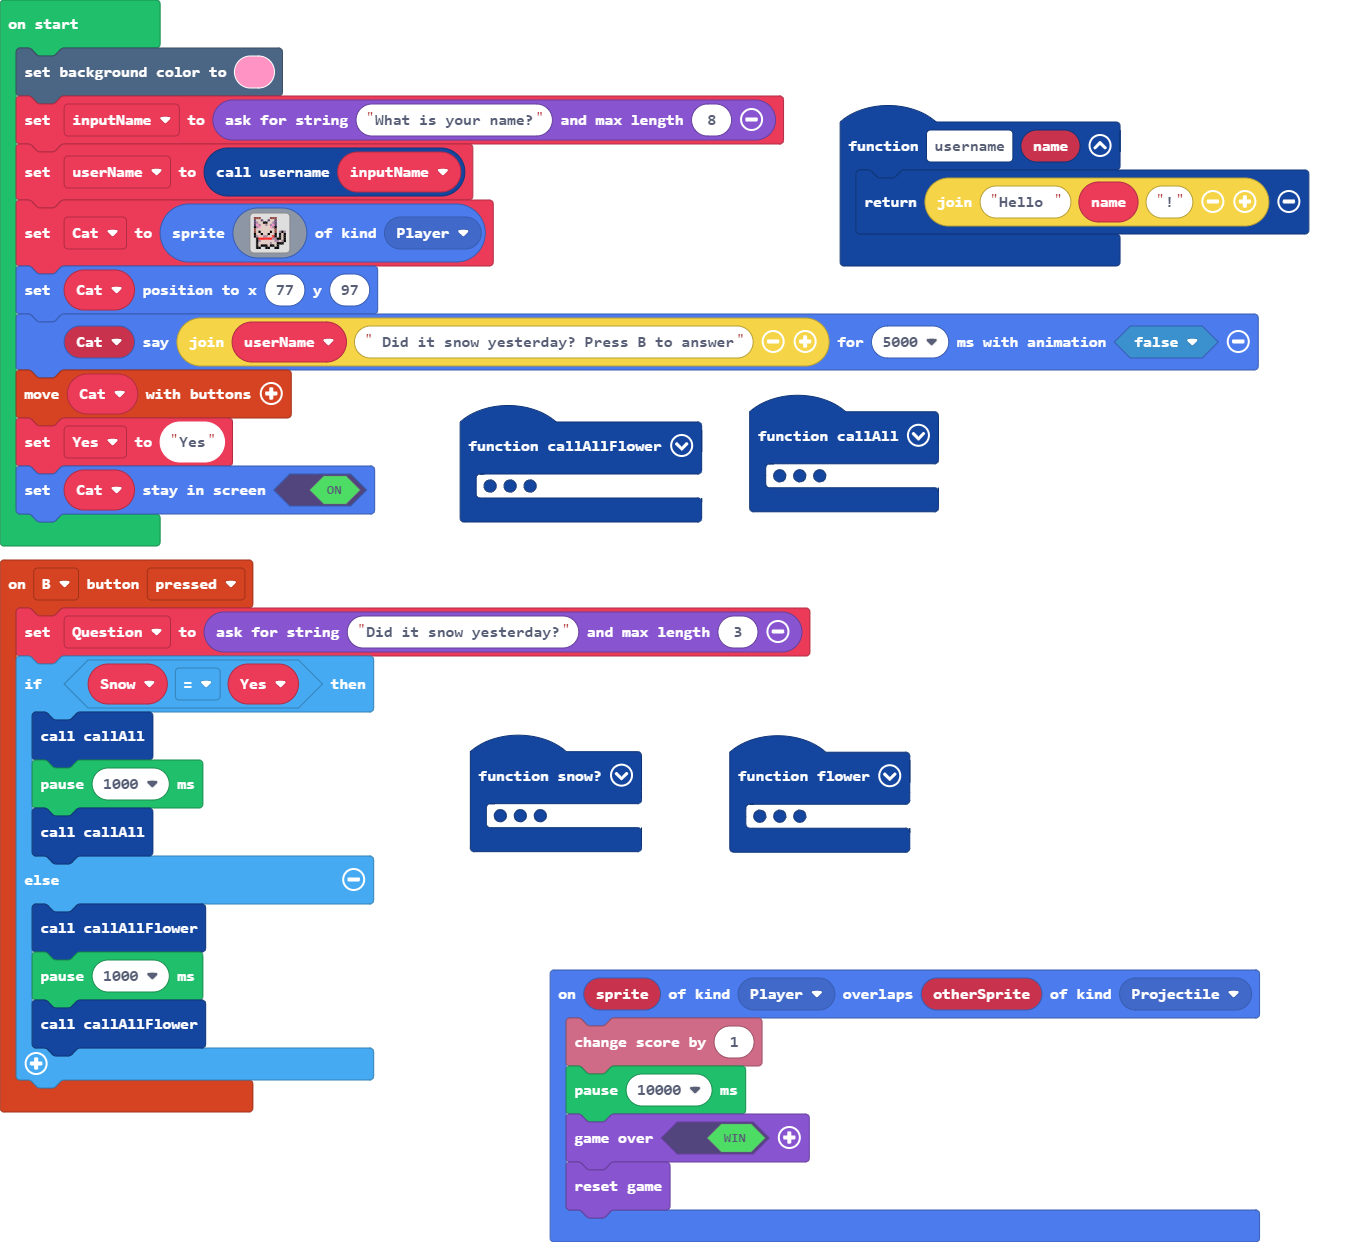 on start
set background color to
set inputName to ask for string "What is your name?" and max length 8
set userName to call username inputName
set Cat to sprite of kind Player
set Cat position to x 77 y 97
Cat say join userName " Did it snow yesterday? Press B to answer" for 5000 ms with animation false
move Cat with buttons
set Yes to "Yes"
set Cat stay in screen ON
function username name
return join "Hello " name "!"
function callAllFlower
function callAll
on B button pressed
set Question to ask for string "Did it snow yesterday?" and max length 3
if Snow = Yes then
call callAll
pause 1000 ms
call callAll
else
call callAllFlower
pause 1000 ms
call callAllFlower
function snow?
function flower
on sprite of kind Player overlaps otherSprite of kind Projectile
change score by 1
pause 10000 ms
game over WIN
reset game